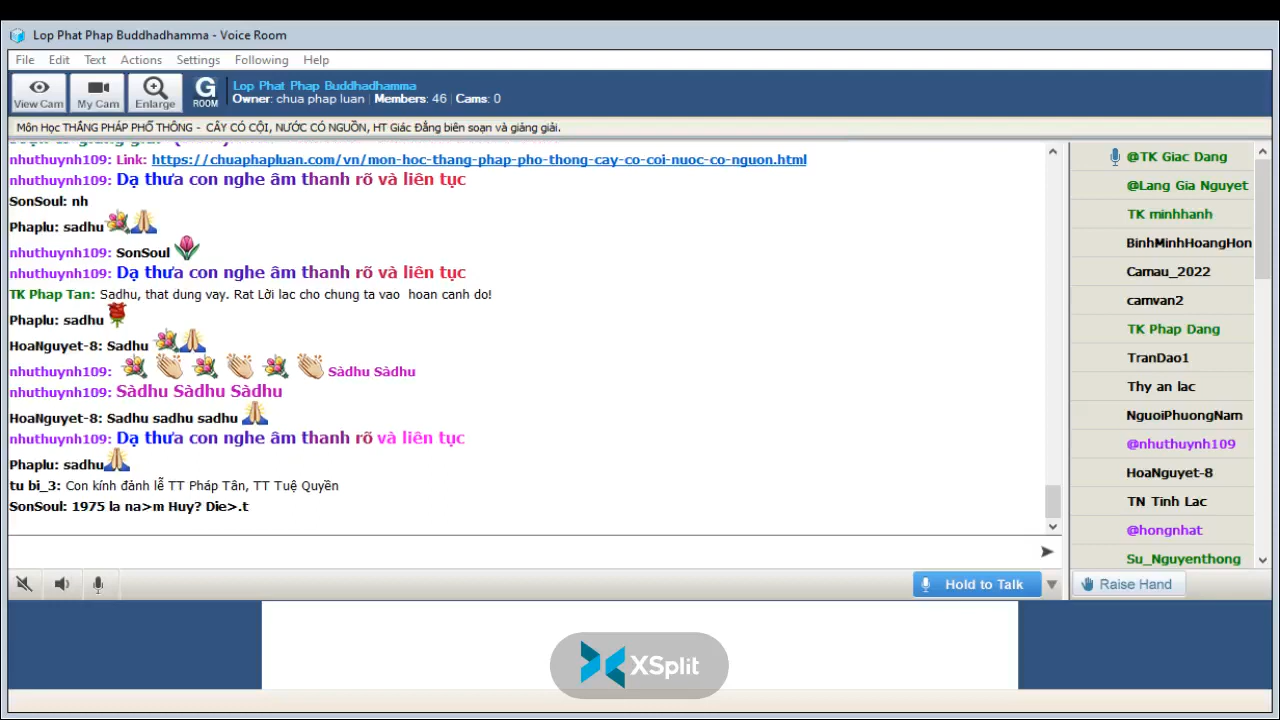 Lop Phat Phap Buddhadhamma - Voice Room
File Edit Text Actions Settings Following Help
View Cam My Cam Enlarge G ROOM
Lop Phat Phap Buddhadhamma
Owner: chua phap luan | Members: 46 | Cams: 0
Môn Học THẮNG PHÁP PHỔ THÔNG - CÂY CÓ CỘI, NƯỚC CÓ NGUỒN, HT Giác Đẳng biên soạn và giảng giải.
nhuthuynh109: Link: https://chuaphapluan.com/vn/mon-hoc-thang-phap-pho-thong-cay-co-coi-nuoc-co-nguon.html
nhuthuynh109: Dạ thưa con nghe âm thanh rõ và liên tục
SonSoul: nh
Phaplu: sadhu
nhuthuynh109: SonSoul
nhuthuynh109: Dạ thưa con nghe âm thanh rõ và liên tục
TK Phap Tan: Sadhu, that dung vay. Rat Lời lac cho chung ta vao hoan canh do!
Phaplu: sadhu
HoaNguyet-8: Sadhu
nhuthuynh109: Sàdhu Sàdhu
nhuthuynh109: Sàdhu Sàdhu Sàdhu
HoaNguyet-8: Sadhu sadhu sadhu
nhuthuynh109: Dạ thưa con nghe âm thanh rõ và liên tục
Phaplu: sadhu
tu bi_3: Con kính đảnh lễ TT Pháp Tân, TT Tuệ Quyền
SonSoul: 1975 la na>m Huy? Die>.t
@TK Giac Dang
@Lang Gia Nguyet
TK minhhanh
BinhMinhHoangHon
Camau_2022
camvan2
TK Phap Dang
TranDao1
Thy an lac
NguoiPhuongNam
@nhuthuynh109
HoaNguyet-8
TN Tinh Lac
@hongnhat
Su_Nguyenthong
Hold to Talk
Raise Hand
XSplit